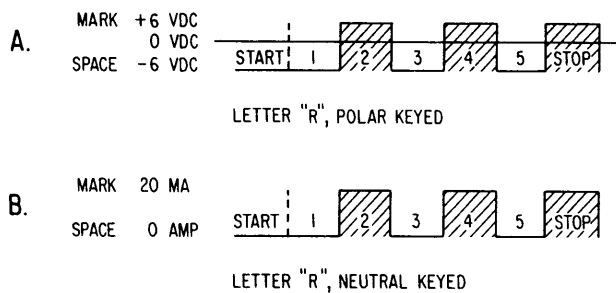 A.
MARK +6 VDC
0 VDC
SPACE -6 VDC
START 1 2 3 4 5 STOP
LETTER "R", POLAR KEYED
B.
MARK 20 MA
SPACE 0 AMP
START 1 2 3 4 5 STOP
LETTER "R", NEUTRAL KEYED